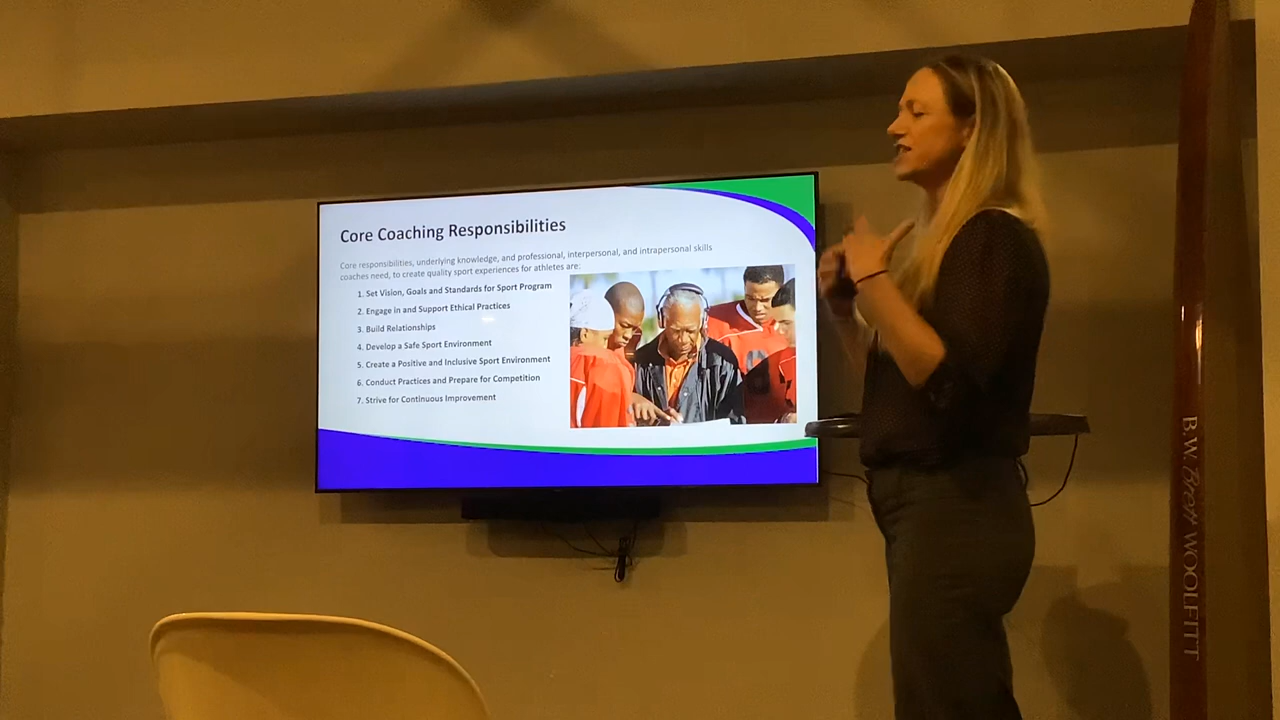 Core Coaching Responsibilities
Core responsibilities, underlying knowledge, and professional, interpersonal, and intrapersonal skills
coaches need, to create quality sport experiences for athletes are:
1. Set Vision, Goals and Standards for Sport Program
2. Engage in and Support Ethical Practices
3. Build Relationships
4. Develop a Safe Sport Environment
5. Create a Positive and Inclusive Sport Environment
6. Conduct Practices and Prepare for Competition
7. Strive for Continuous Improvement
B.W. Brett WOOLFITT